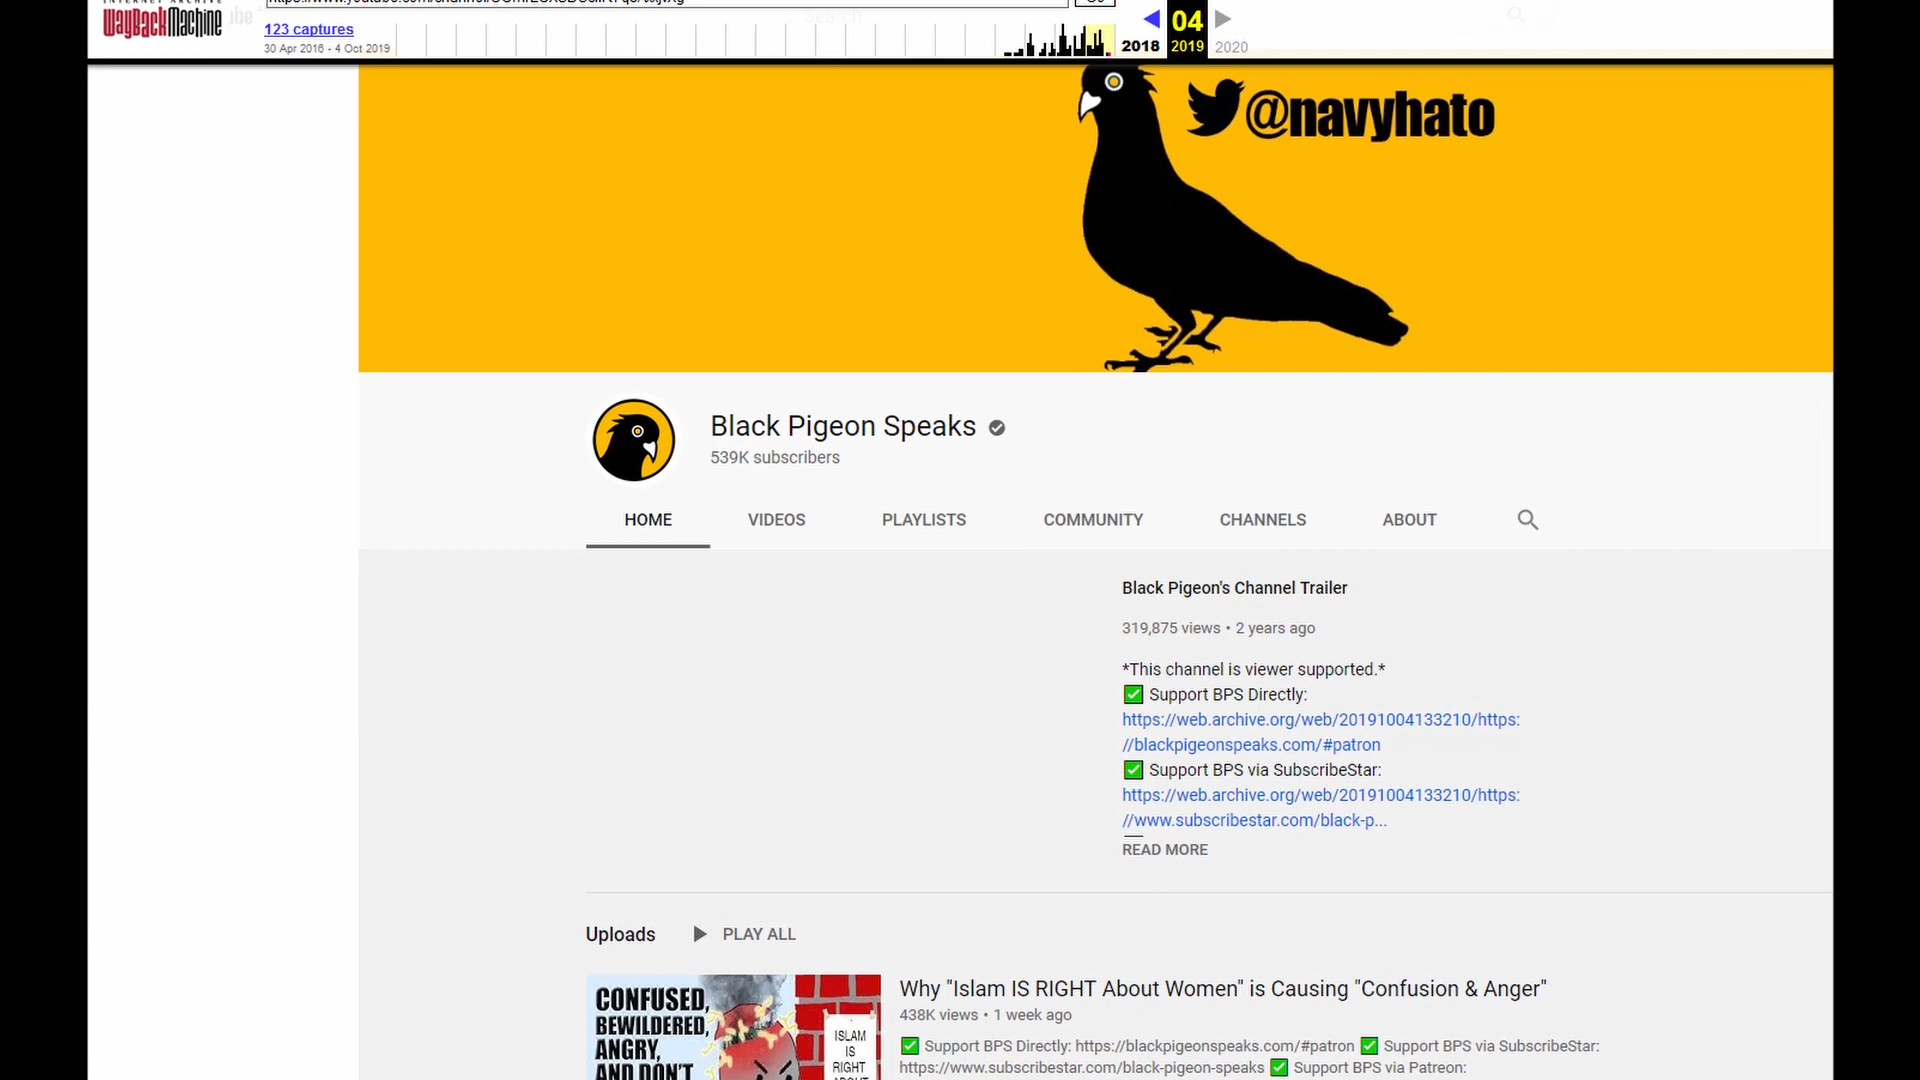 INTERNET ARCHIVE
WayBackMachine
123 captures
30 Apr 2016 - 4 Oct 2019
2018
04
2019
2020
@navyhato
Black Pigeon Speaks
539K subscribers
HOME
VIDEOS
PLAYLISTS
COMMUNITY
CHANNELS
ABOUT
Black Pigeon's Channel Trailer
319,875 views • 2 years ago
*This channel is viewer supported.*
✅ Support BPS Directly:
https://web.archive.org/web/20191004133210/https:
//blackpigeonspeaks.com/#patron
✅ Support BPS via SubscribeStar:
https://web.archive.org/web/20191004133210/https:
//www.subscribestar.com/black-p...
READ MORE
Uploads
PLAY ALL
CONFUSED,
BEWILDERED,
ANGRY,
AND DON'T
ISLAM
IS
RIGHT
Why "Islam IS RIGHT About Women" is Causing "Confusion & Anger"
438K views • 1 week ago
✅ Support BPS Directly: https://blackpigeonspeaks.com/#patron ✅ Support BPS via SubscribeStar:
https://www.subscribestar.com/black-pigeon-speaks ✅ Support BPS via Patreon: